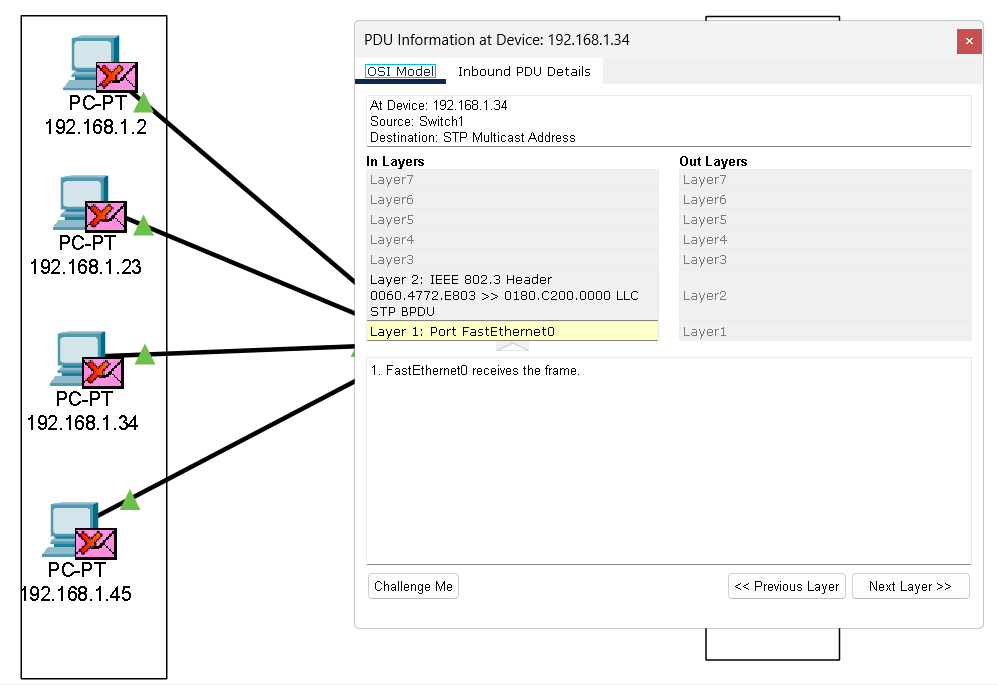 PC-PT
192.168.1.2
PC-PT
192.168.1.23
PC-PT
192.168.1.34
PC-PT
192.168.1.45
PDU Information at Device: 192.168.1.34
OSI Model
Inbound PDU Details
At Device: 192.168.1.34
Source: Switch1
Destination: STP Multicast Address
In Layers
Layer7
Layer6
Layer5
Layer4
Layer3
Layer 2: IEEE 802.3 Header
0060.4772.E803 >> 0180.C200.0000 LLC
STP BPDU
Layer 1: Port FastEthernet0
Out Layers
Layer7
Layer6
Layer5
Layer4
Layer3
Layer2
Layer1
1. FastEthernet0 receives the frame.
Challenge Me
<< Previous Layer
Next Layer >>